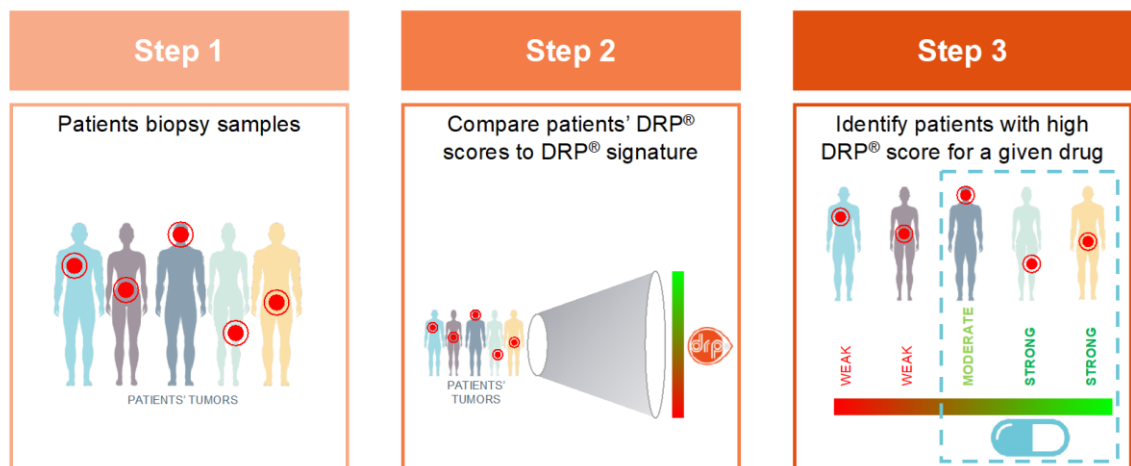 Step 1
Patients biopsy samples
PATIENTS' TUMORS
Step 2
Compare patients' DRP®
scores to DRP® signature
PATIENTS'
TUMORS
drp
Step 3
Identify patients with high
DRP® score for a given drug
WEAK
WEAK
MODERATE
STRONG
STRONG